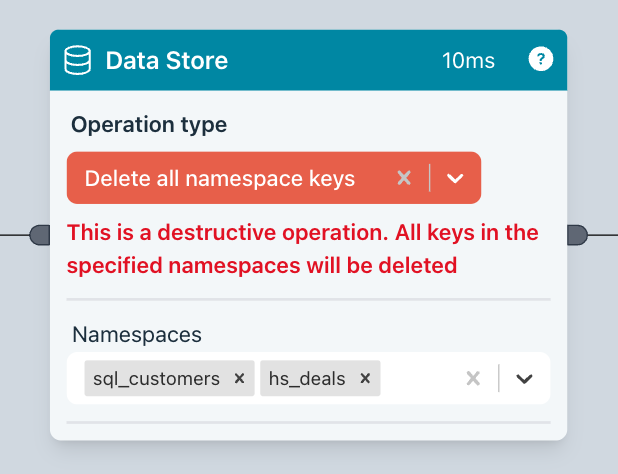 Data Store 10ms ?
Operation type
Delete all namespace keys
This is a destructive operation. All keys in the
specified namespaces will be deleted
Namespaces
sql_customers × hs_deals ×